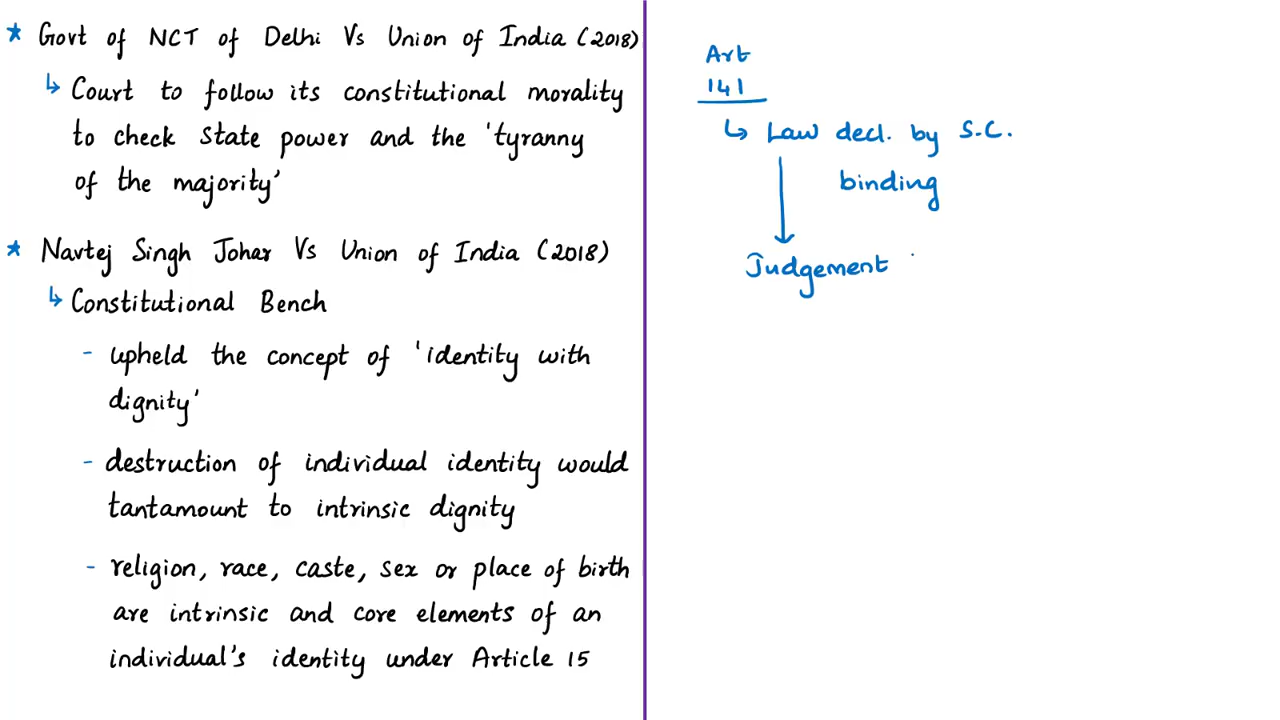 * Govt of NCT of Delhi Vs Union of India (2018)
↳ Court to follow its constitutional morality
to check State power and the 'tyranny
of the majority'
* Navtej Singh Johar Vs Union of India (2018)
↳ Constitutional Bench
- upheld the concept of 'identity with
dignity'
- destruction of individual identity would
tantamount to intrinsic dignity
- religion, race, caste, sex or place of birth
are intrinsic and core elements of an
individual's identity under Article 15
Art
141
↳ Law decl. by S.C.
binding
Judgement